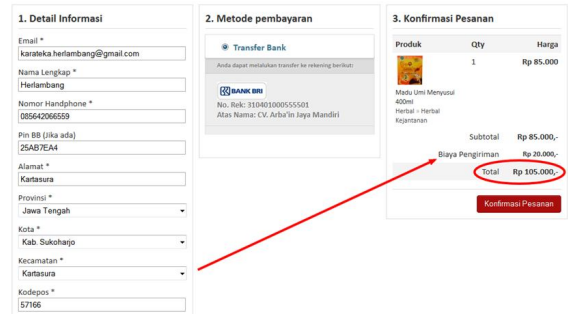 1. Detail Informasi
Email *
karateka.herlambang@gmail.com
Nama Lengkap *
Herlambang
Nomor Handphone *
085642066559
Pin BB (Jika ada)
25AB7EA4
Alamat *
Kartasura
Provinsi *
Jawa Tengah
Kota *
Kab. Sukoharjo
Kecamatan *
Kartasura
Kodepos *
57166
2. Metode pembayaran
Transfer Bank
Anda dapat melalukan transfer ke rekening berikut:
BANK BRI
No. Rek: 310401000555501
Atas Nama: CV. Arba'in Jaya Mandiri
3. Konfirmasi Pesanan
Produk Qty Harga
1 Rp 85.000
Madu Umi Menyusui
400ml
Herbal > Herbal
Kejantanan
Subtotal Rp 85.000,-
Biaya Pengiriman Rp 20.000,-
Total Rp 105.000,-
Konfirmasi Pesanan